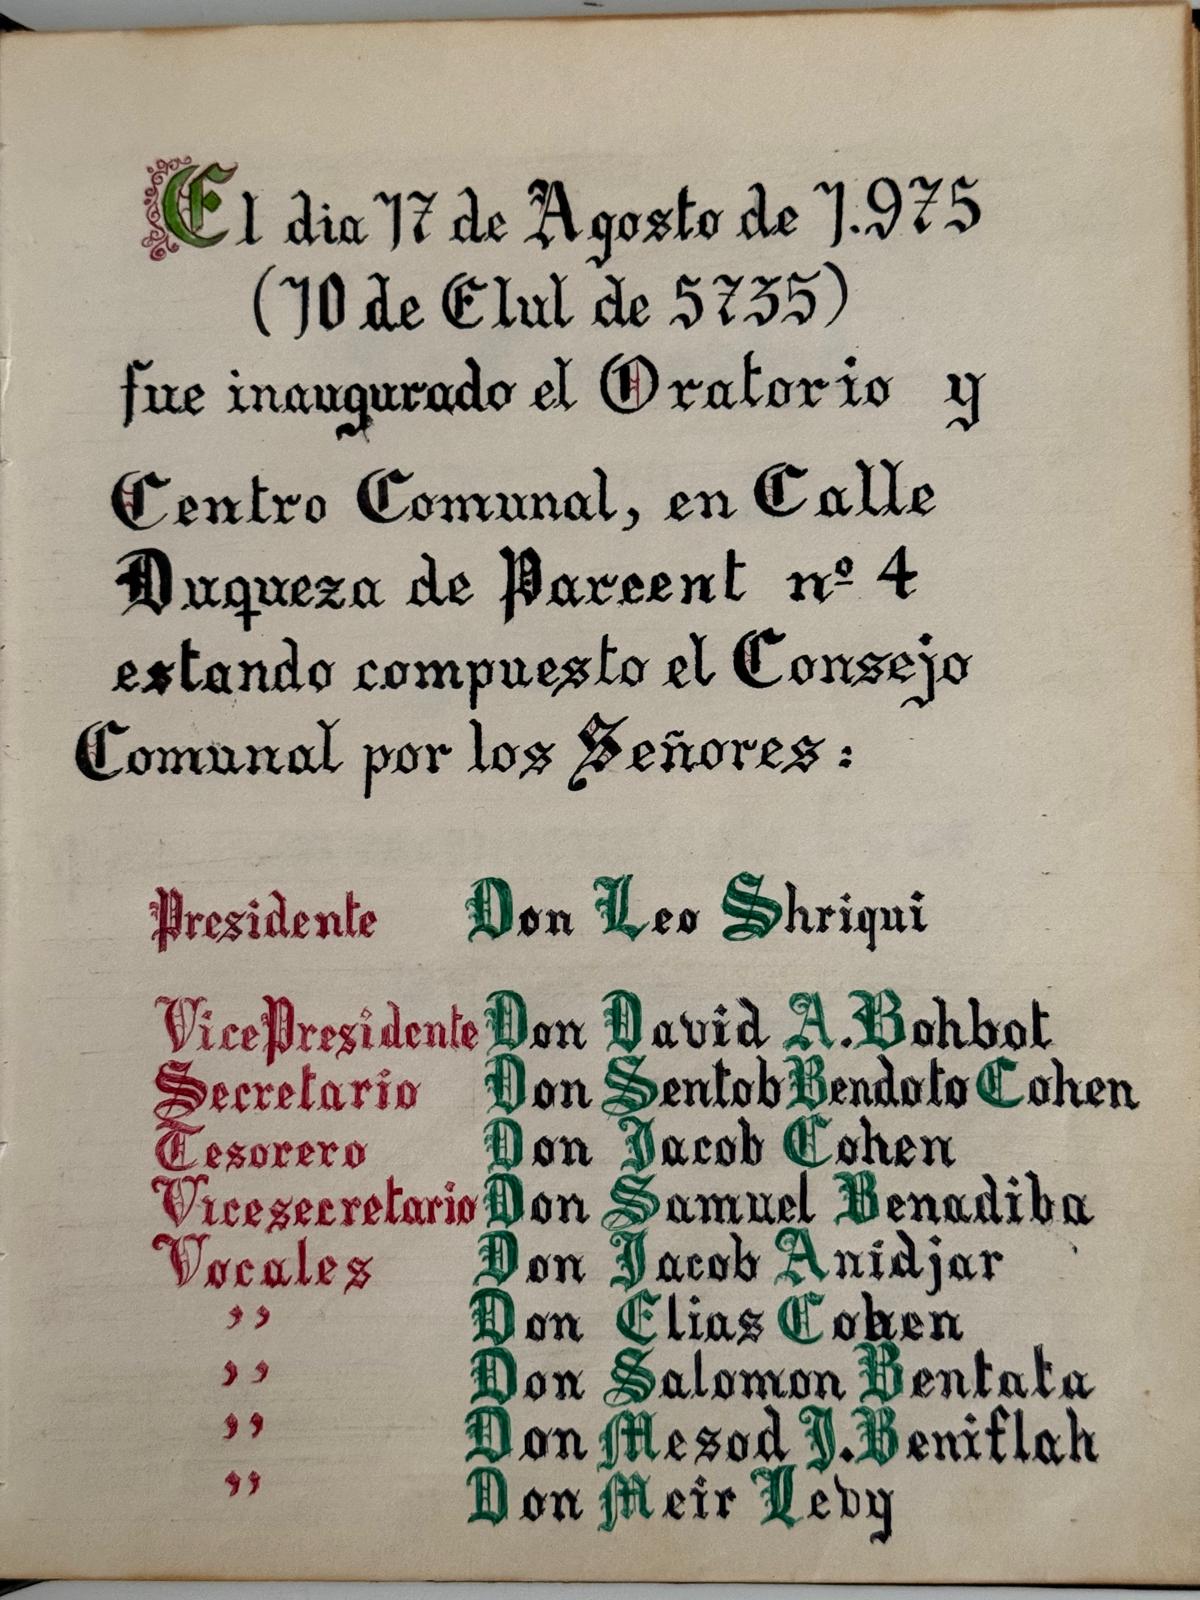 El dia 17 de Agosto de 1.975
(10 de Elul de 5735)
fue inaugurado el Oratorio y
Centro Comunal, en Calle
Duqueza de Parcent nº 4
estando compuesto el Consejo
Comunal por los Señores:
Presidente Don Leo Shriqui
VicePresidente Don David A. Bohbot
Secretario Don Sentob Bendoto Cohen
Tesorero Don Jacob Cohen
Vicesecretario Don Samuel Benadiba
Vocales Don Jacob Anidjar
,, Don Elias Cohen
,, Don Salomon Bentata
,, Don Mesod J. Beniflah
,, Don Meir Levy